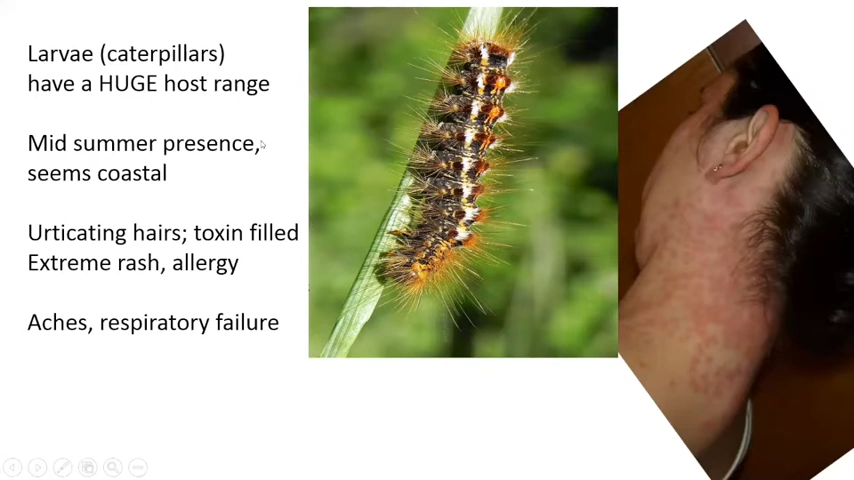 Larvae (caterpillars)
have a HUGE host range
Mid summer presence,
seems coastal
Urticating hairs; toxin filled
Extreme rash, allergy
Aches, respiratory failure